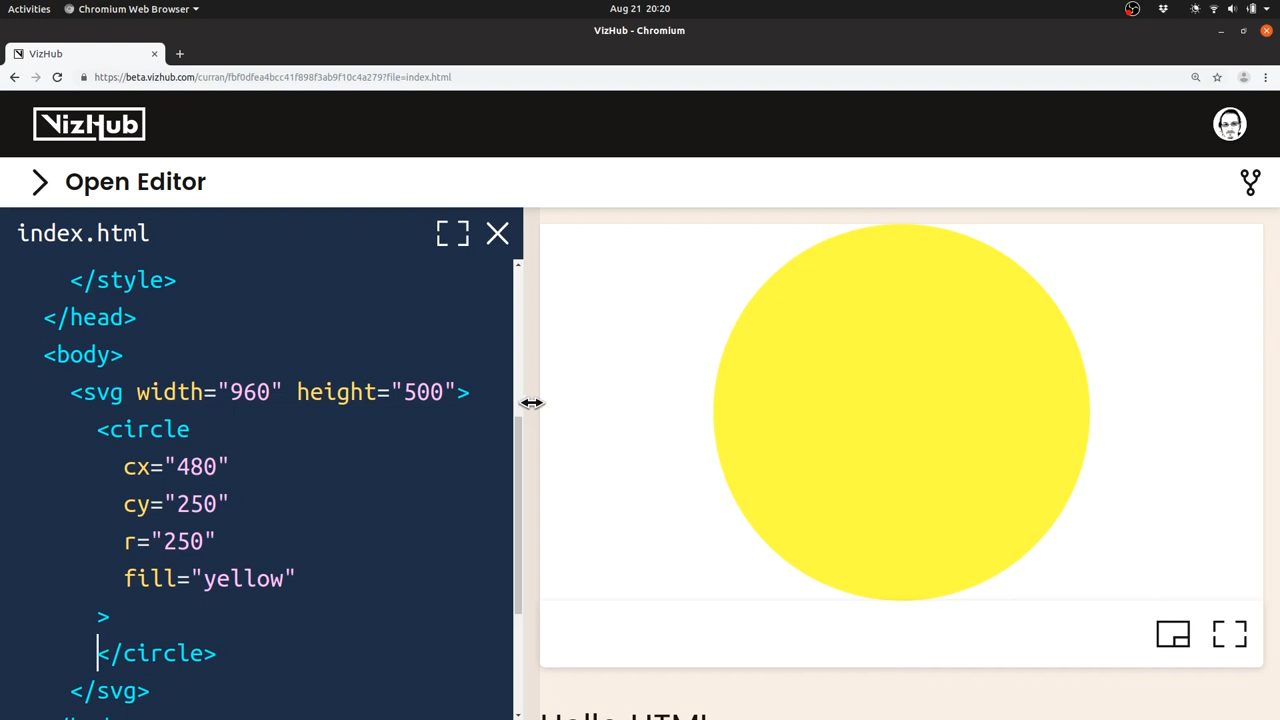 Activities
Chromium Web Browser
Aug 21 20:20
VizHub - Chromium
VizHub
https://beta.vizhub.com/curran/fbf0dfea4bcc41f898f3ab9f10c4a279?file=index.html
VizHub
Open Editor
index.html
</style>
</head>
<body>
<svg width="960" height="500">
<circle
cx="480"
cy="250"
r="250"
fill="yellow"
>
</circle>
</svg>
Hello HTML